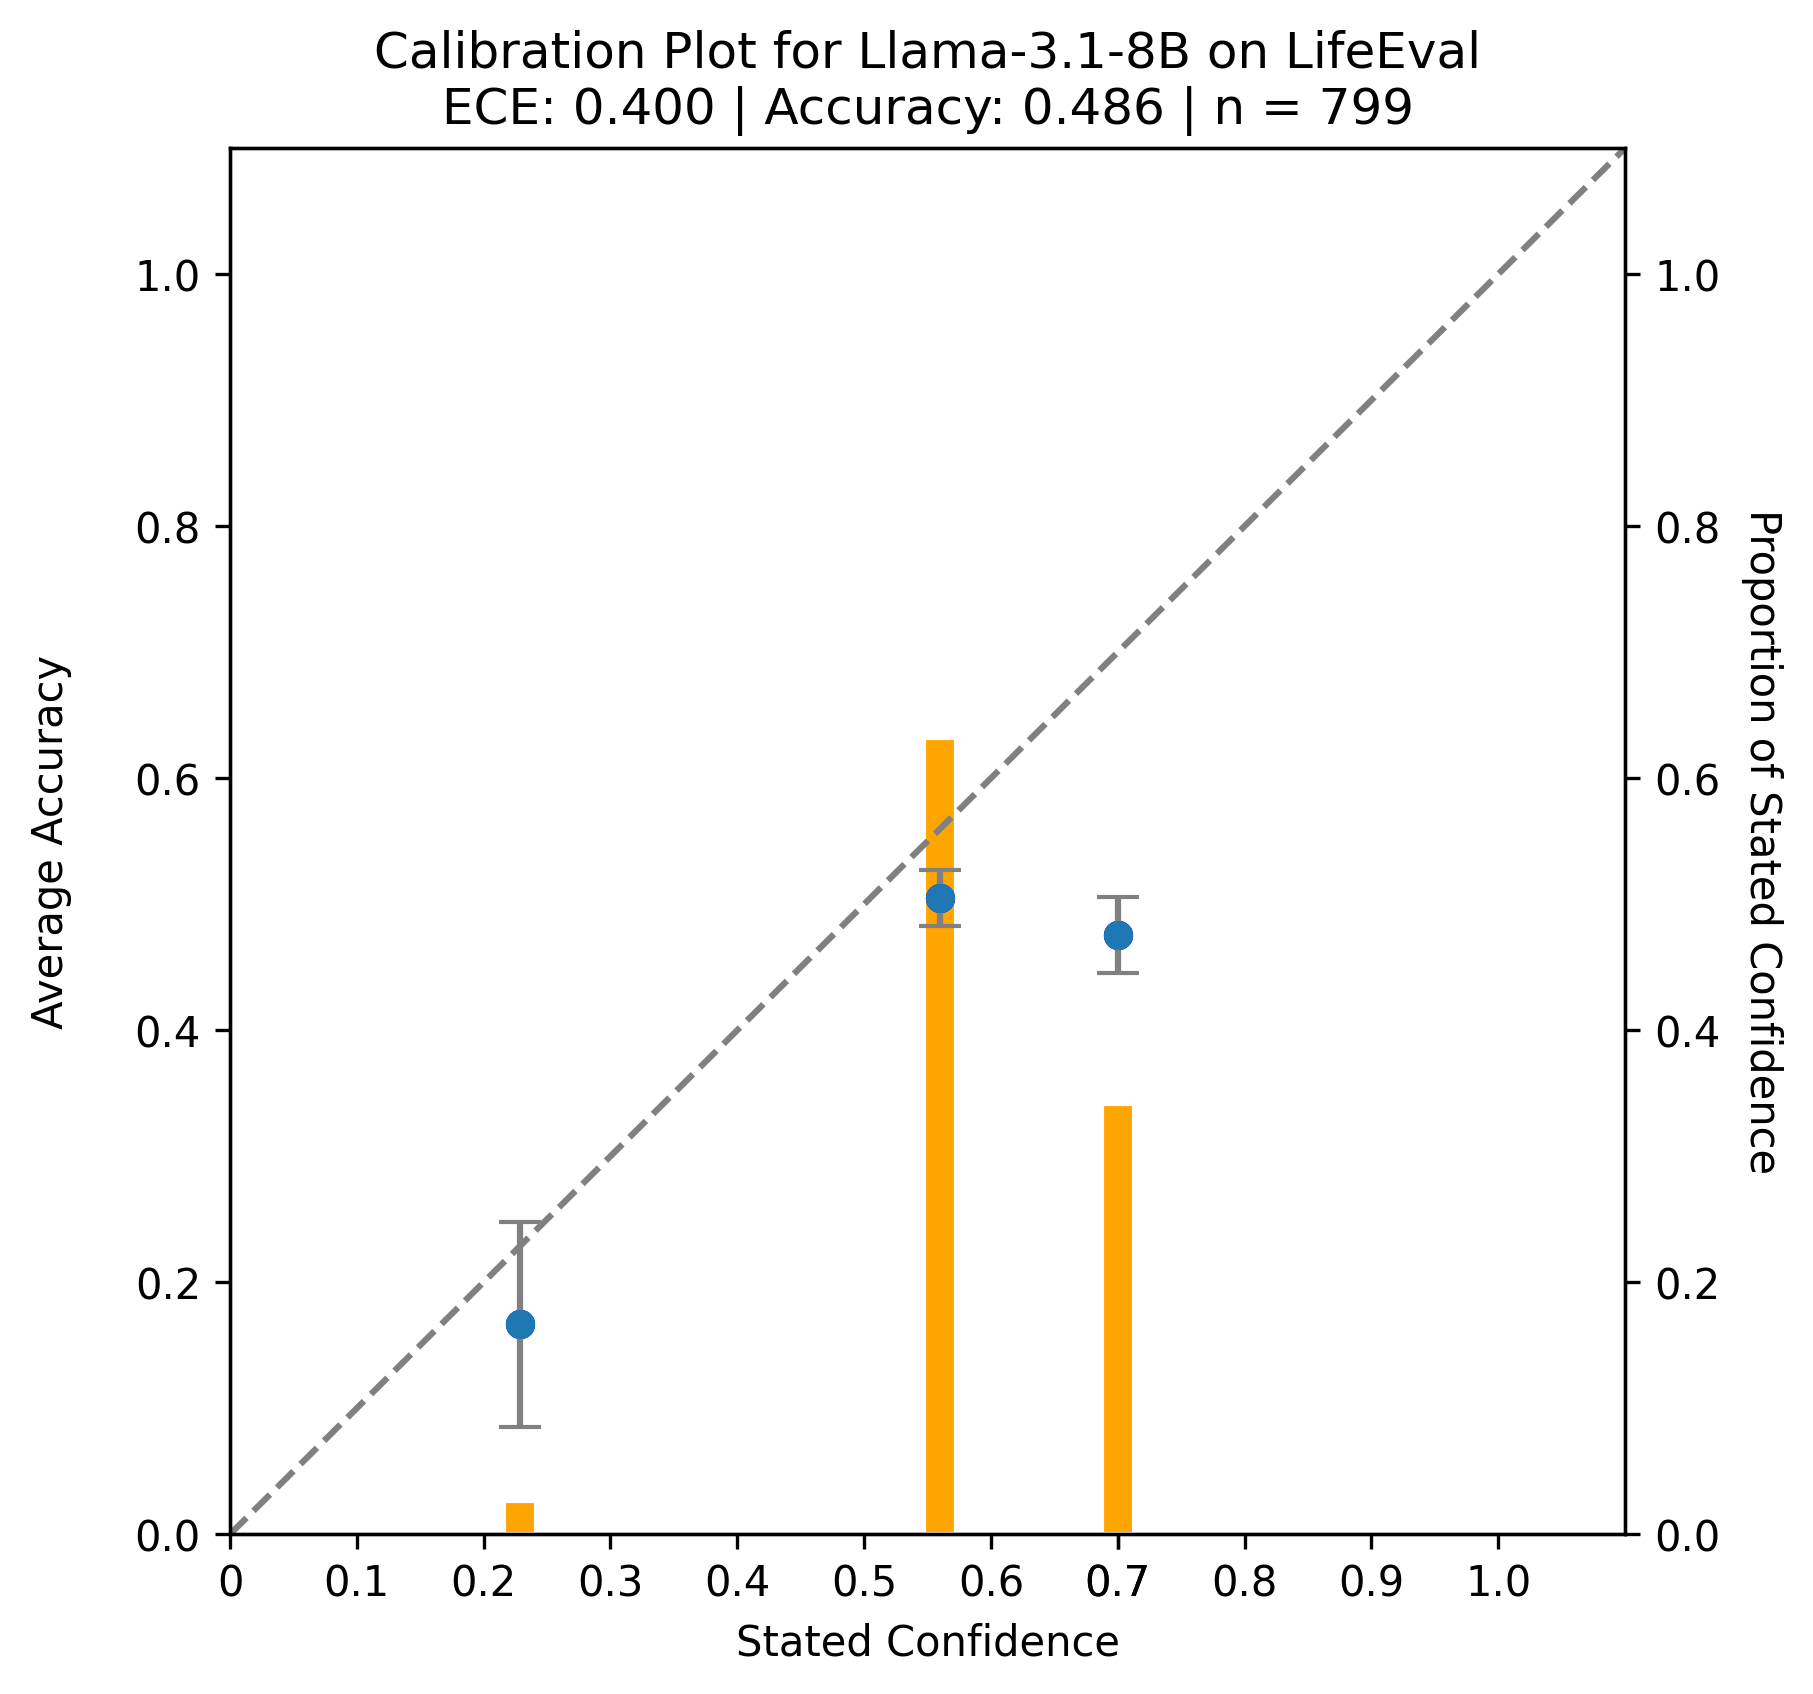 Calibration Plot for Llama-3.1-8B on LifeEval
ECE: 0.400 | Accuracy: 0.486 | n = 799
1.0
0.8
0.6
0.4
0.2
0.0
Average Accuracy
1.0
0.8
0.6
0.4
0.2
0.0
Proportion of Stated Confidence
0 0.1 0.2 0.3 0.4 0.5 0.6 0.7 0.8 0.9 1.0
Stated Confidence